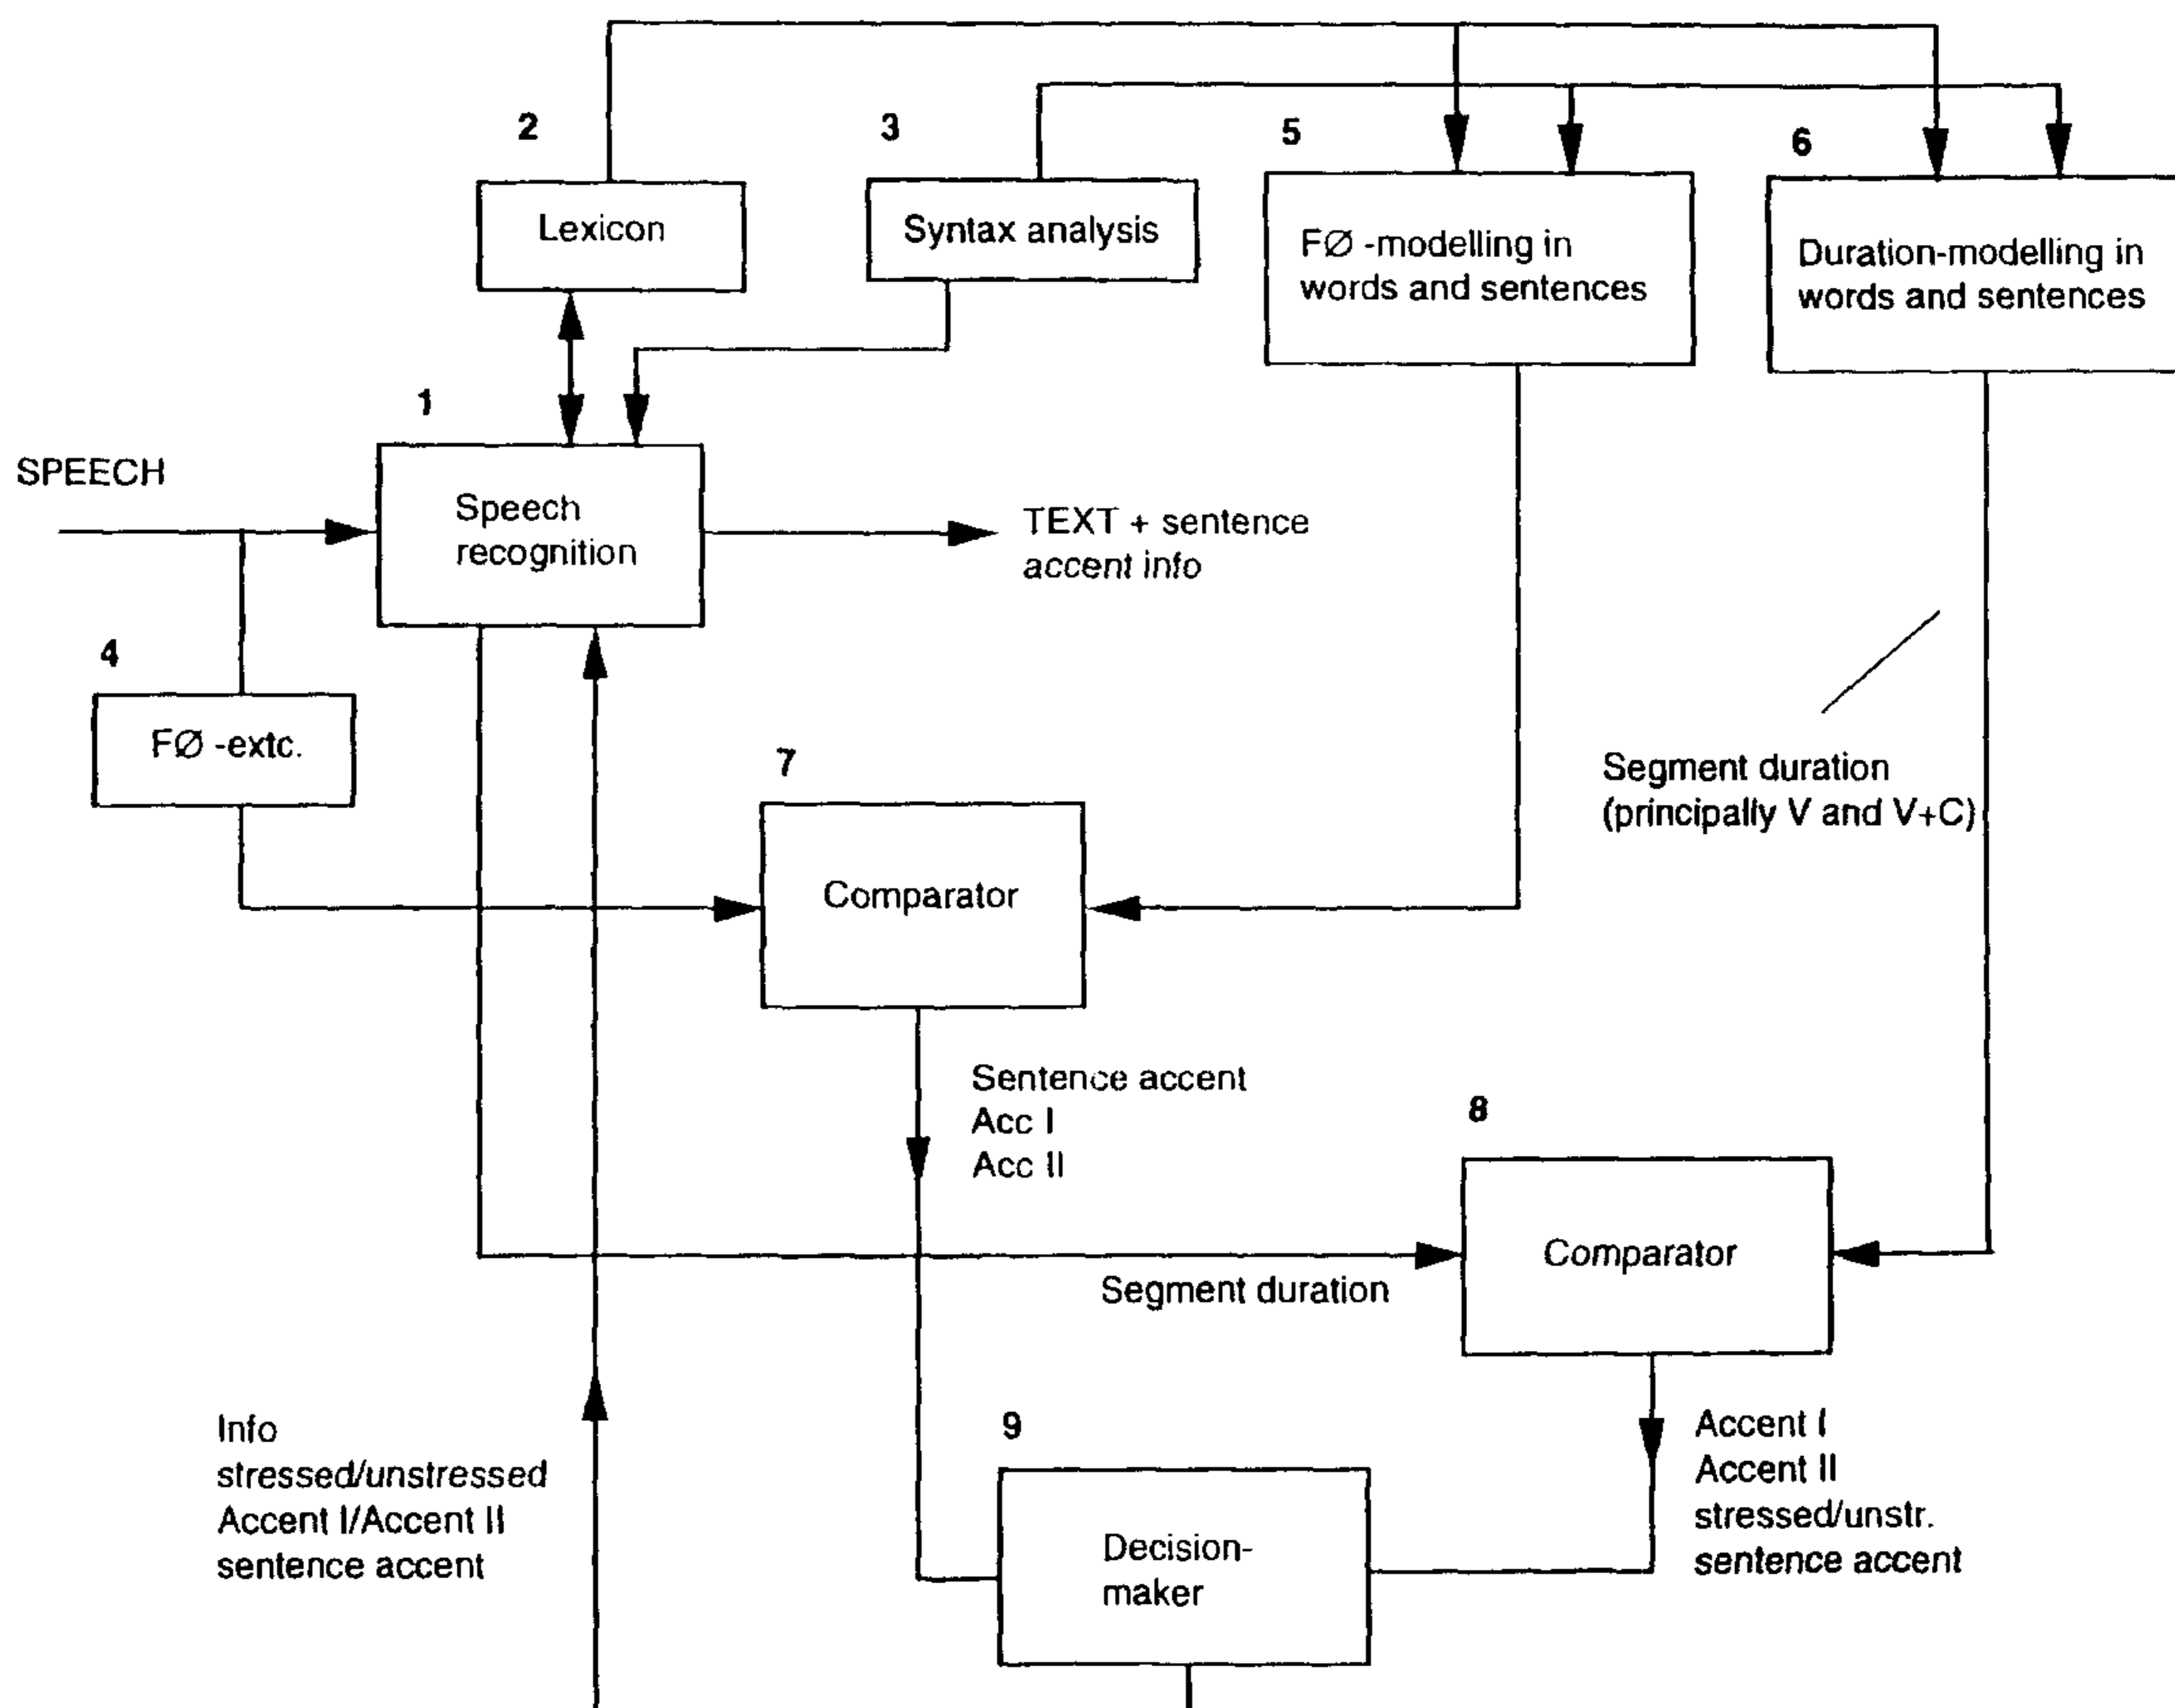 2
3
5
6
Lexicon
Syntax analysis
FØ -modelling in
words and sentences
Duration-modelling in
words and sentences
1
SPEECH
Speech
recognition
TEXT + sentence
accent info
4
FØ -extc.
7
Comparator
Segment duration
(principally V and V+C)
Sentence accent
Acc I
Acc II
8
Comparator
Segment duration
Info
stressed/unstressed
Accent I/Accent II
sentence accent
9
Decision-
maker
Accent I
Accent II
stressed/unstr.
sentence accent